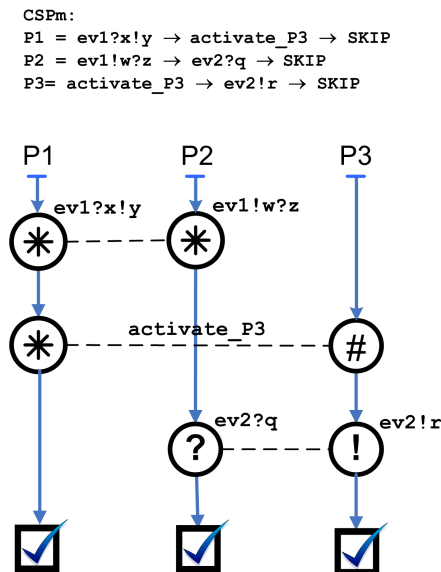 CSPm:
P1 = ev1?x!y → activate_P3 → SKIP
P2 = ev1!w?z → ev2?q → SKIP
P3= activate_P3 → ev2!r → SKIP
P1 P2 P3
ev1?x!y ev1!w?z
* *
activate_P3
* #
ev2?q ev2!r
? !